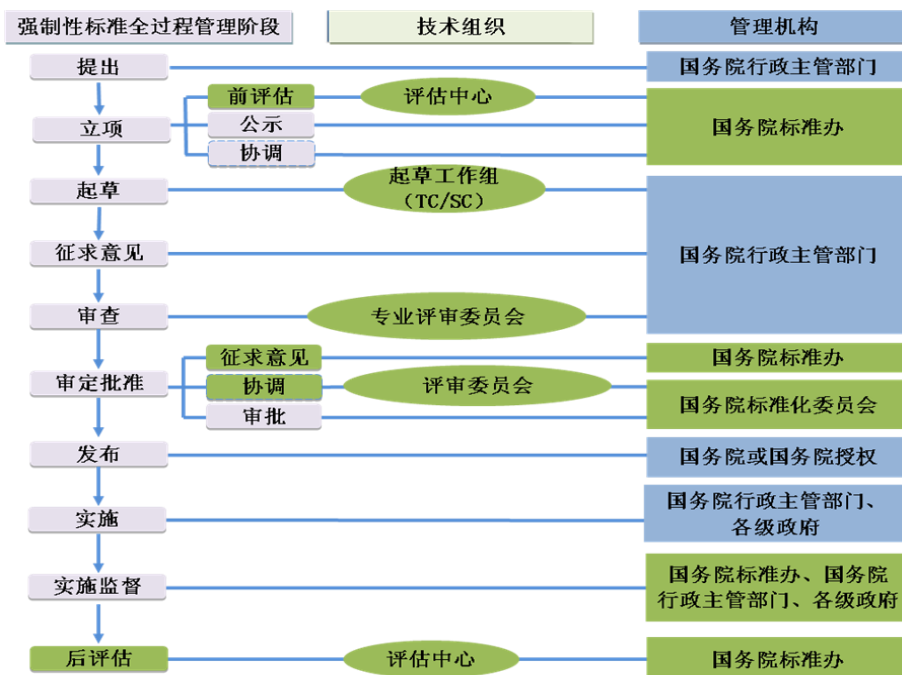 强制性标准全过程管理阶段
技术组织
管理机构
提出
国务院行政主管部门
前评估
评估中心
立项
公示
国务院标准办
协调
起草
起草工作组
（TC/SC）
征求意见
国务院行政主管部门
审查
专业评审委员会
征求意见
国务院标准办
审定批准
协调
评审委员会
国务院标准化委员会
审批
发布
国务院或国务院授权
实施
国务院行政主管部门、
各级政府
实施监督
国务院标准办、国务院
行政主管部门、各级政府
后评估
评估中心
国务院标准办